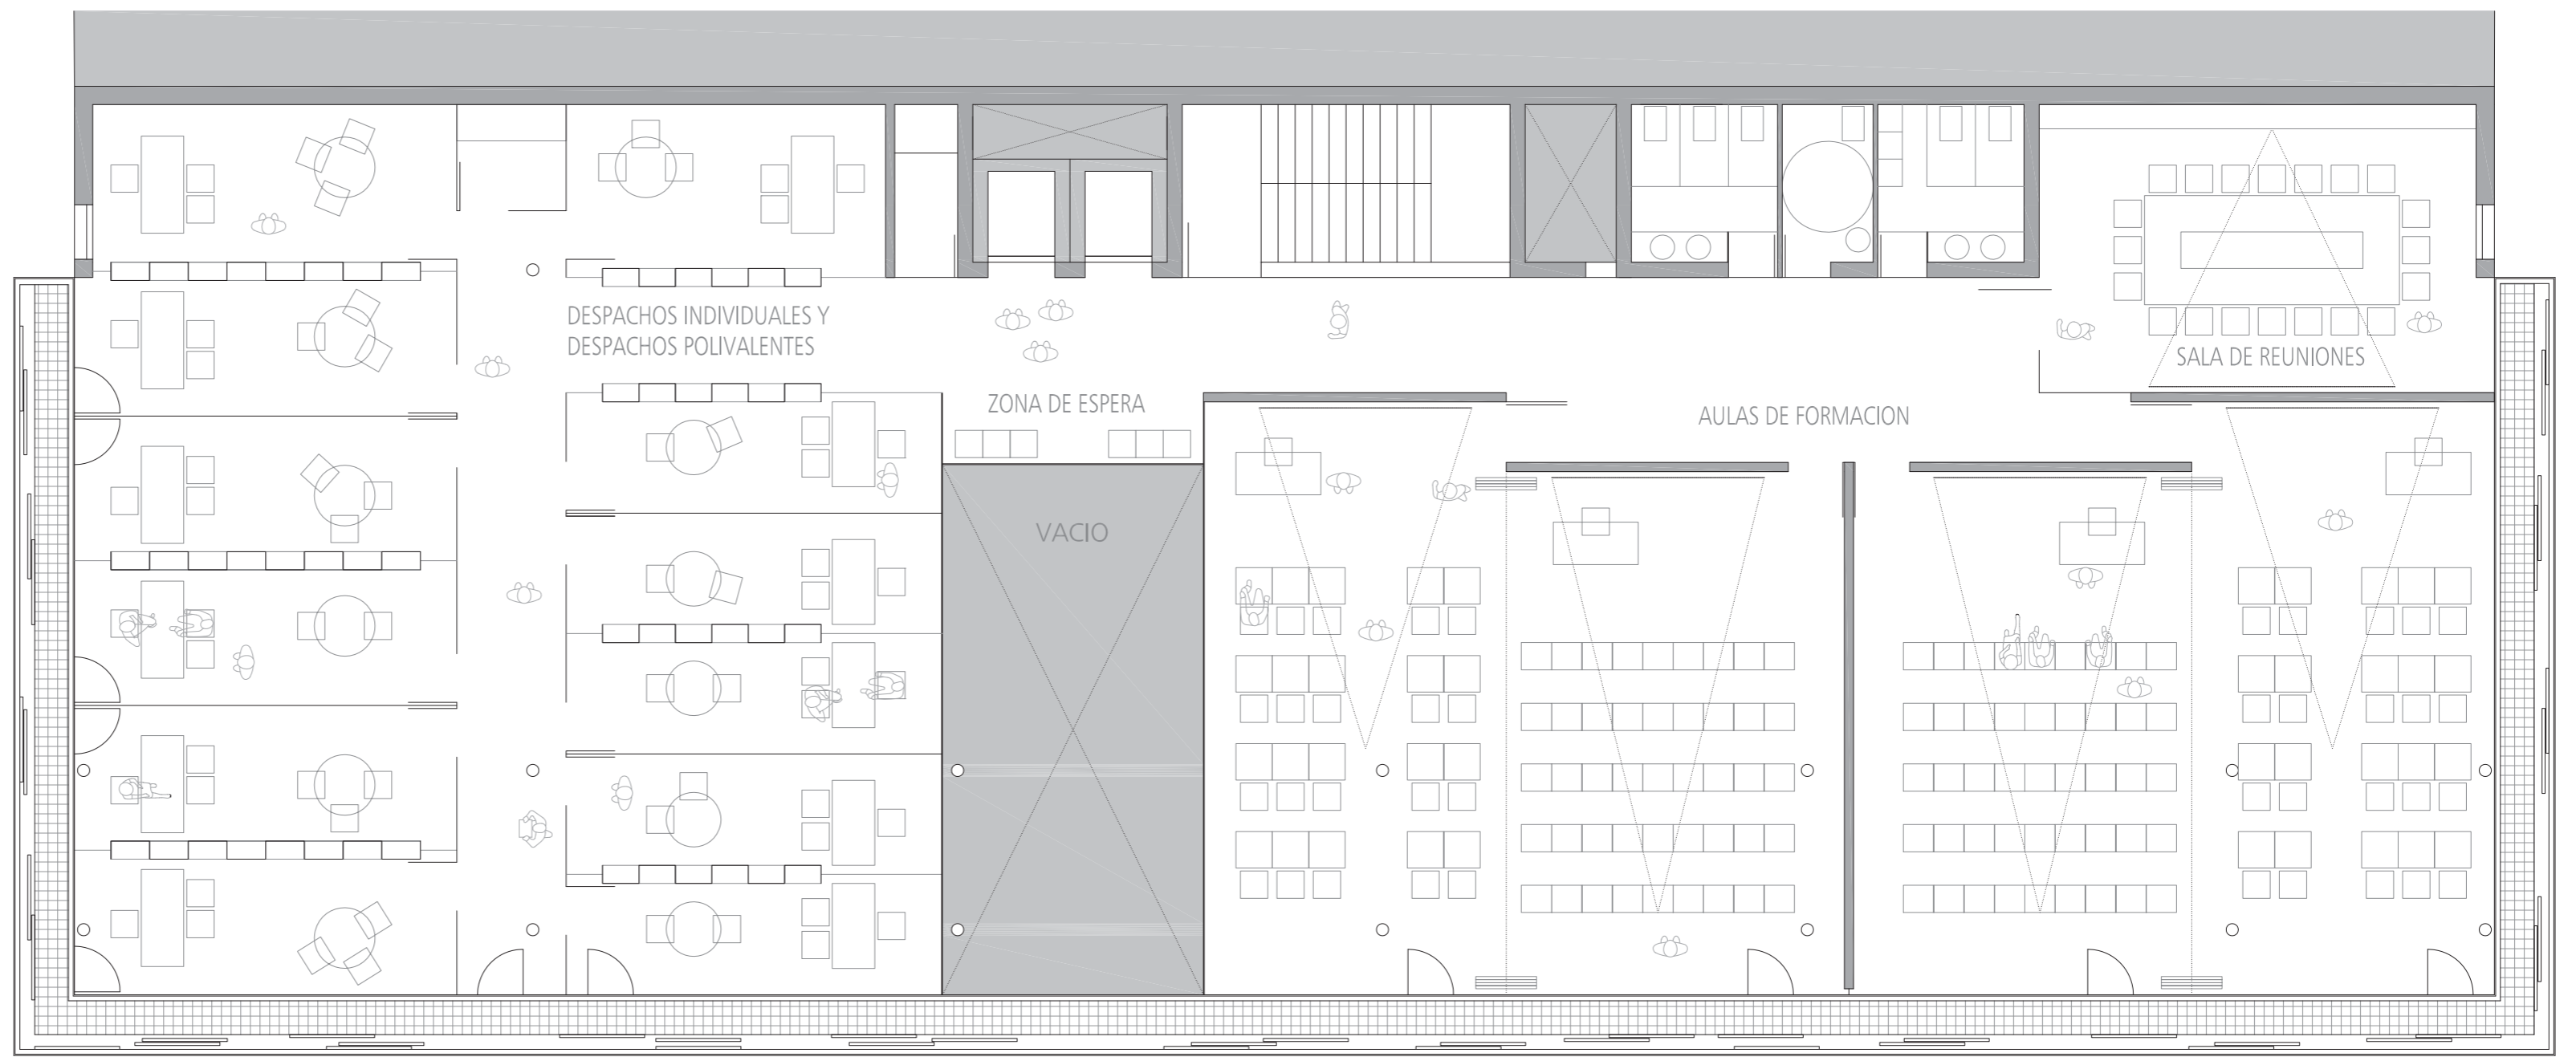 DESPACHOS INDIVIDUALES Y
DESPACHOS POLIVALENTES
ZONA DE ESPERA
VACIO
AULAS DE FORMACION
SALA DE REUNIONES